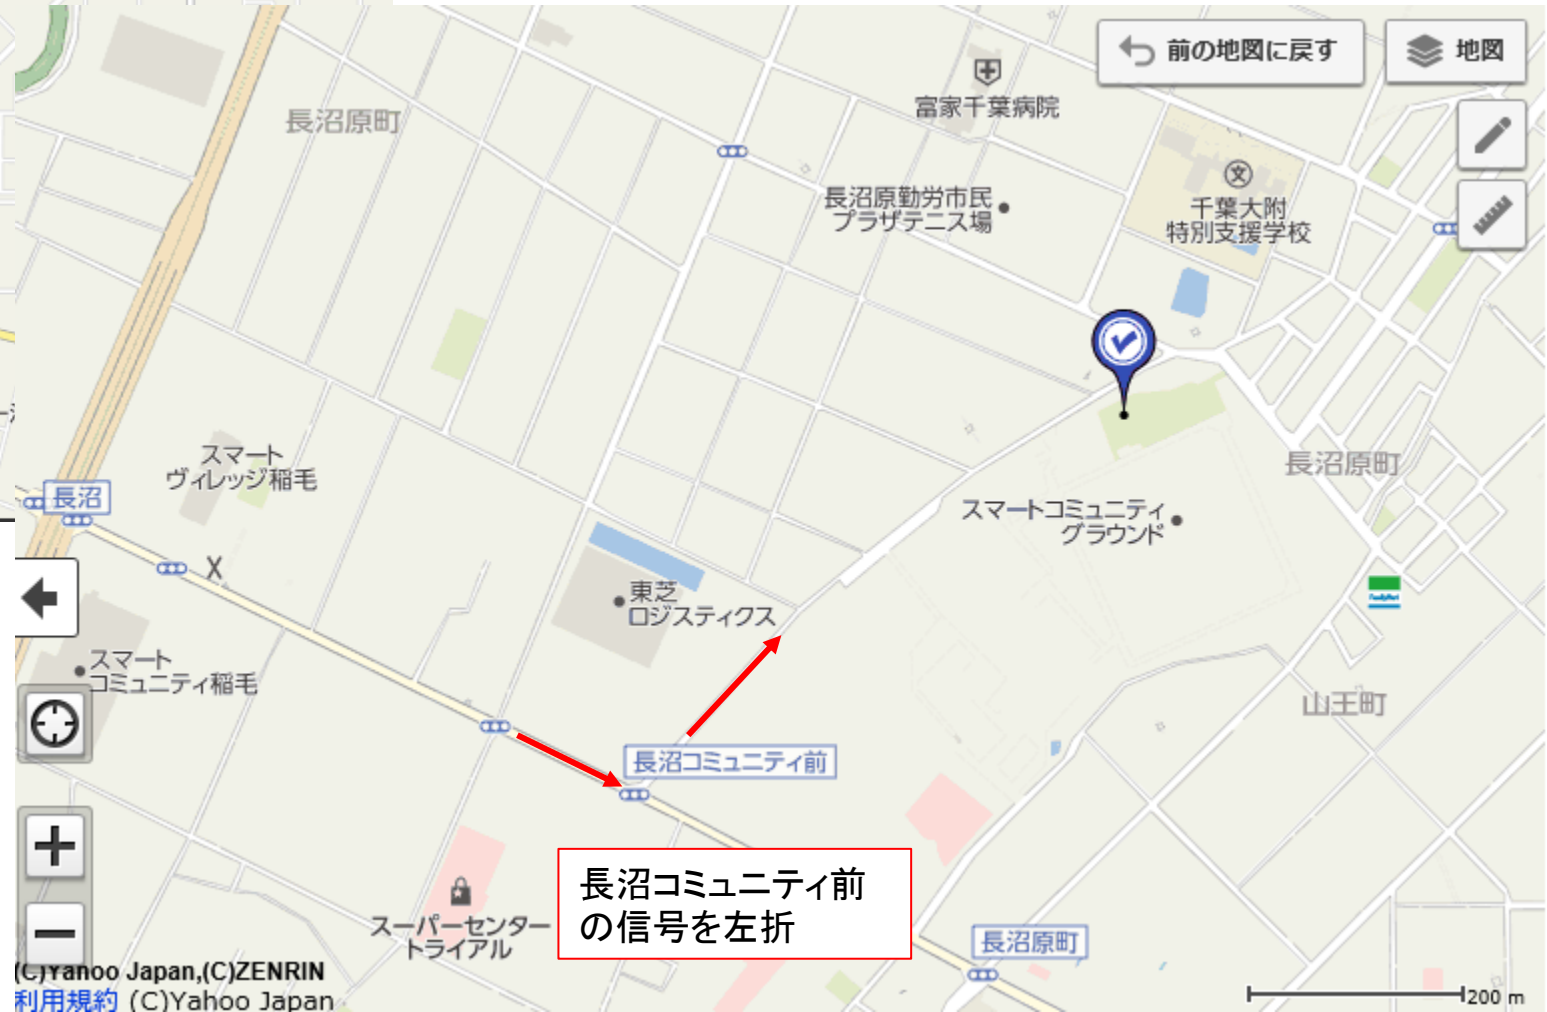 前の地図に戻す
地図
長沼原町
富家千葉病院
長沼原勤労市民
プラザテニス場
千葉大附
特別支援学校
スマート
ヴィレッジ稲毛
長沼
長沼原町
スマートコミュニティ
グラウンド
東芝
ロジスティクス
FamilyMart
スマート
コミュニティ稲毛
山王町
長沼コミュニティ前
長沼コミュニティ前
の信号を左折
スーパーセンター
トライアル
長沼原町
(C)Yahoo Japan,(C)ZENRIN
利用規約 (C)Yahoo Japan
200 m